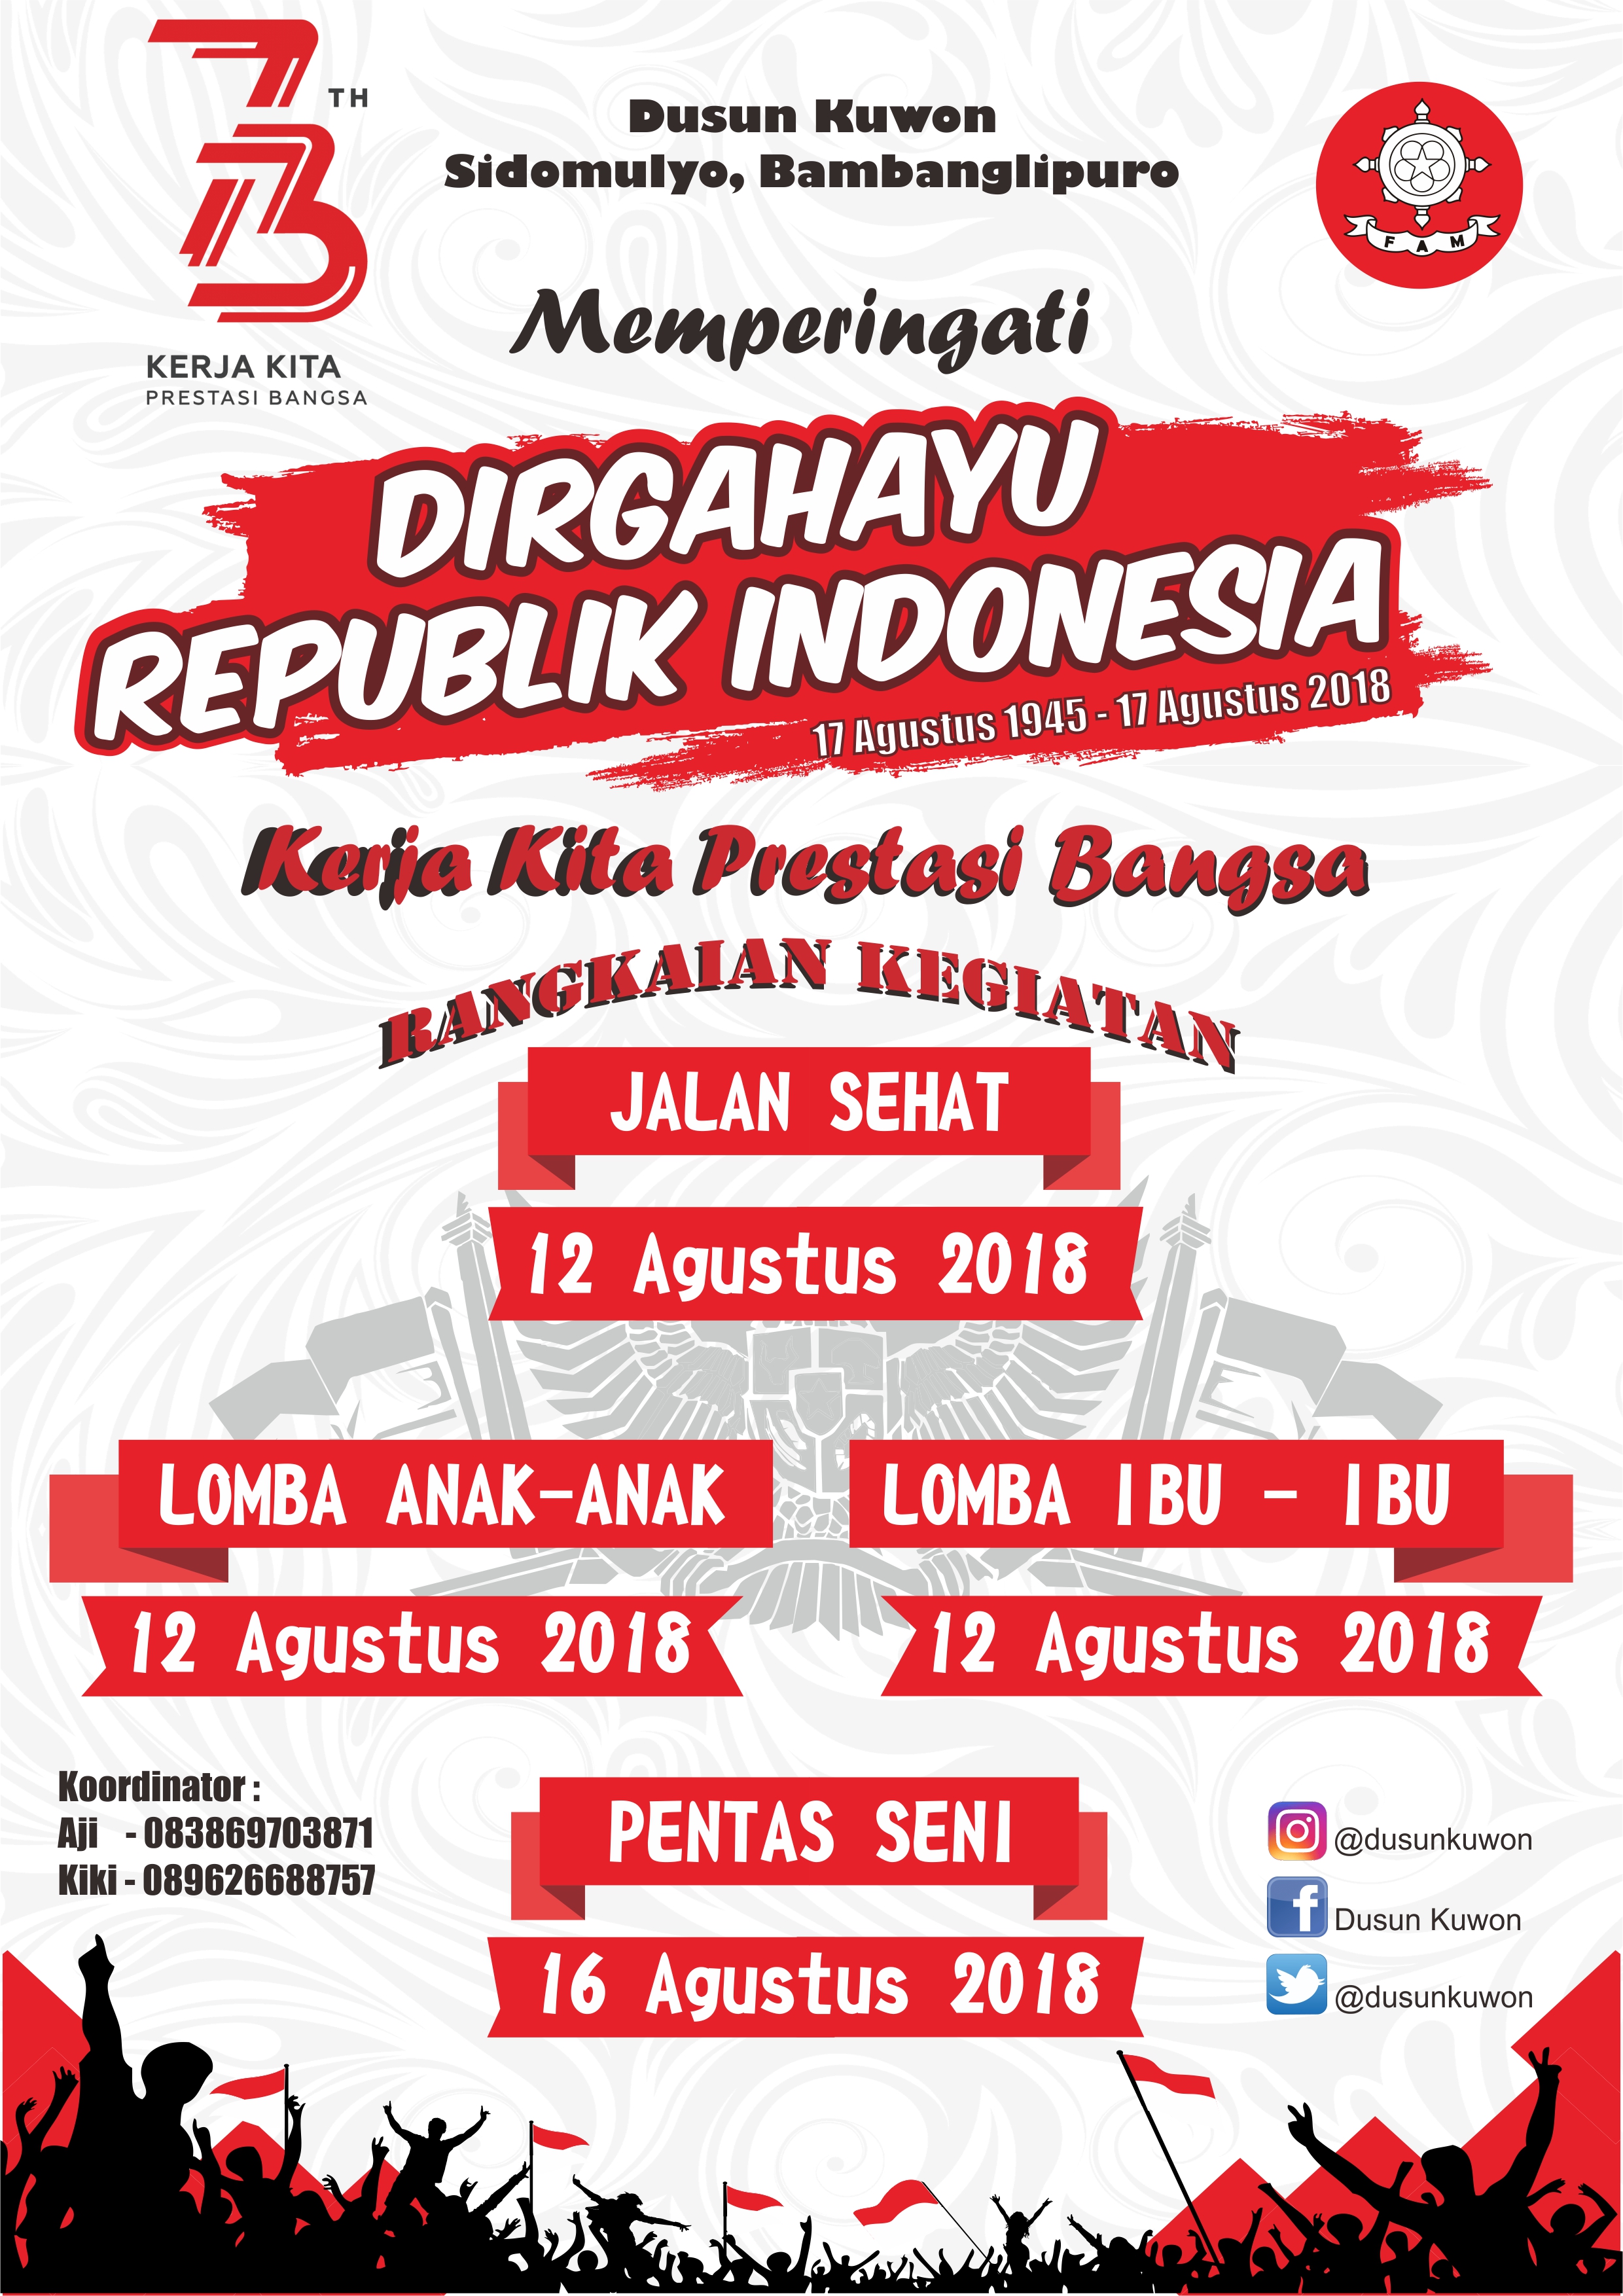 73 TH
KERJA KITA
PRESTASI BANGSA
Dusun Kuwon
Sidomulyo, Bambanglipuro
FAM
Memperingati
DIRGAHAYU
REPUBLIK INDONESIA
17 Agustus 1945 - 17 Agustus 2018
Kerja Kita Prestasi Bangsa
RANGKAIAN KEGIATAN
JALAN SEHAT
12 Agustus 2018
LOMBA ANAK-ANAK
12 Agustus 2018
LOMBA IBU - IBU
12 Agustus 2018
Koordinator :
Aji - 083869703871
Kiki - 089626688757
PENTAS SENI
16 Agustus 2018
@dusunkuwon
Dusun Kuwon
@dusunkuwon